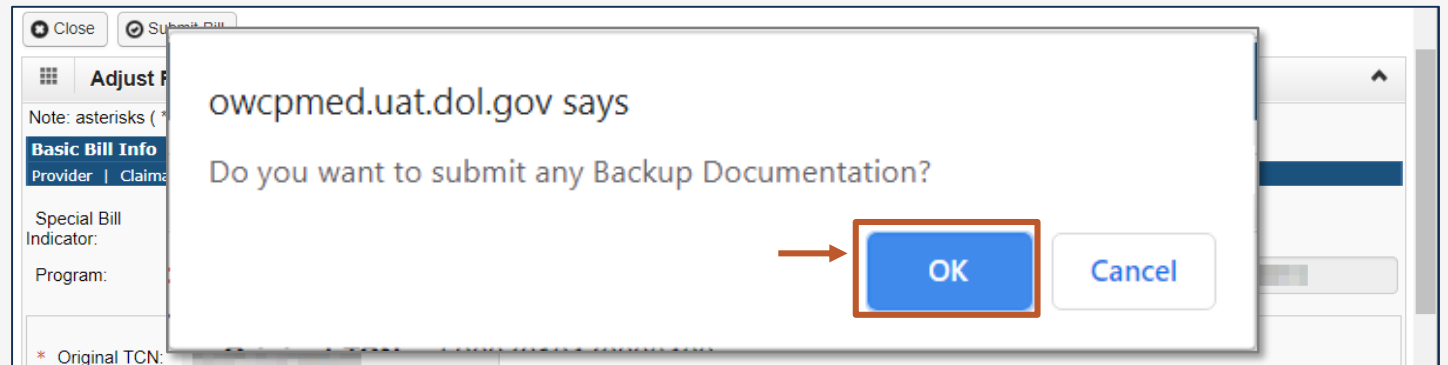 Close Submit Bill
Adjust
Note: asterisks ( *
owcpmed.uat.dol.gov says
Basic Bill Info
Provider | Claima
Do you want to submit any Backup Documentation?
Special Bill
Indicator:
OK Cancel
Program:
* Original TCN: